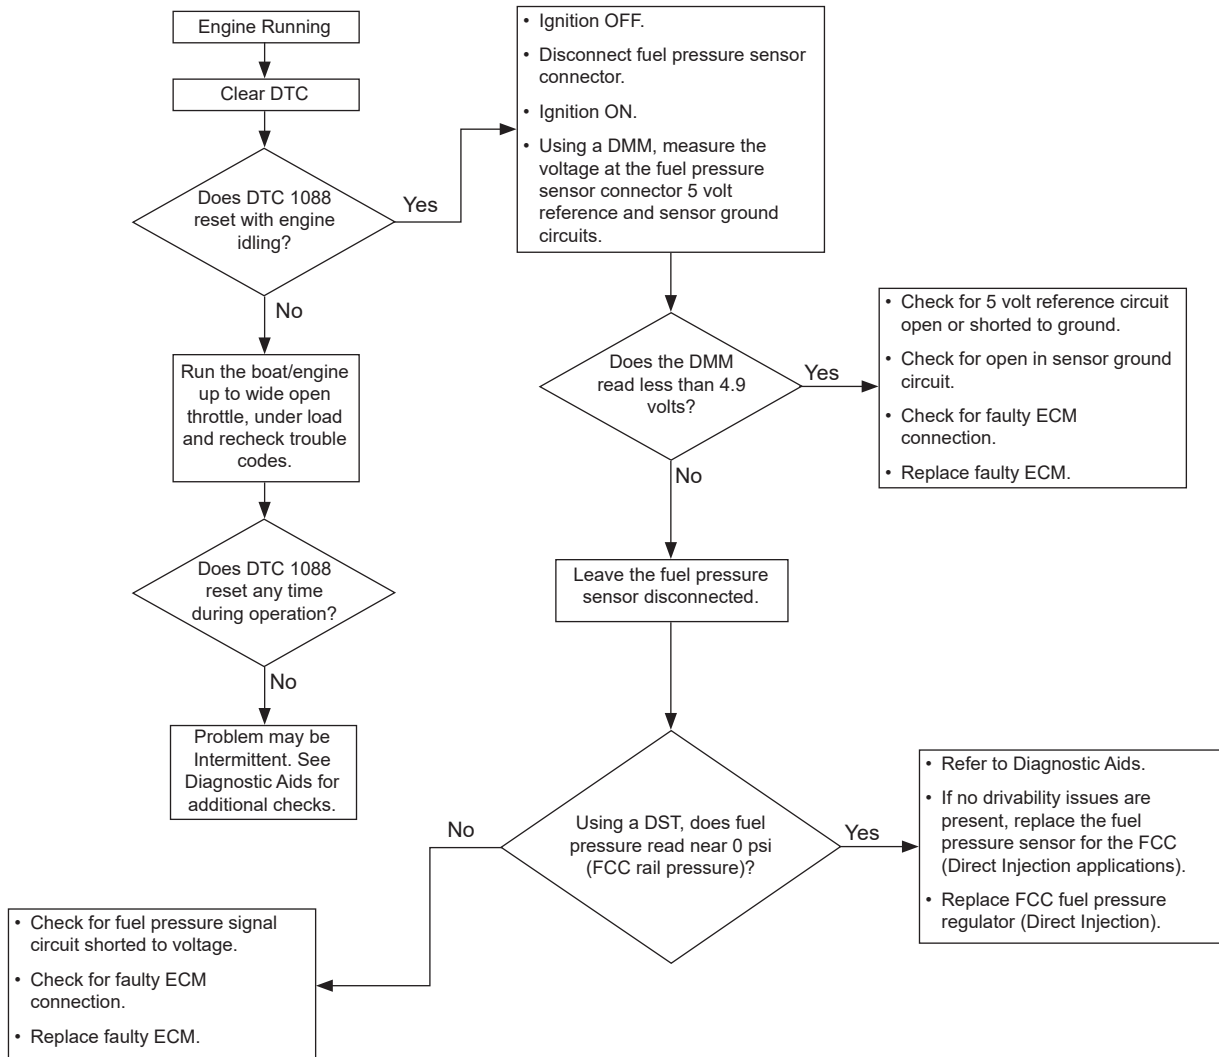 Engine Running
Clear DTC
Does DTC 1088
reset with engine
idling?
Yes
No
Run the boat/engine
up to wide open
throttle, under load
and recheck trouble
codes.
Does DTC 1088
reset any time
during operation?
No
Problem may be
Intermittent. See
Diagnostic Aids for
additional checks.
• Ignition OFF.
• Disconnect fuel pressure sensor
connector.
• Ignition ON.
• Using a DMM, measure the
voltage at the fuel pressure
sensor connector 5 volt
reference and sensor ground
circuits.
Does the DMM
read less than 4.9
volts?
Yes
• Check for 5 volt reference circuit
open or shorted to ground.
• Check for open in sensor ground
circuit.
• Check for faulty ECM
connection.
• Replace faulty ECM.
No
Leave the fuel pressure
sensor disconnected.
Using a DST, does fuel
pressure read near 0 psi
(FCC rail pressure)?
Yes
• Refer to Diagnostic Aids.
• If no drivability issues are
present, replace the fuel
pressure sensor for the FCC
(Direct Injection applications).
• Replace FCC fuel pressure
regulator (Direct Injection).
No
• Check for fuel pressure signal
circuit shorted to voltage.
• Check for faulty ECM
connection.
• Replace faulty ECM.